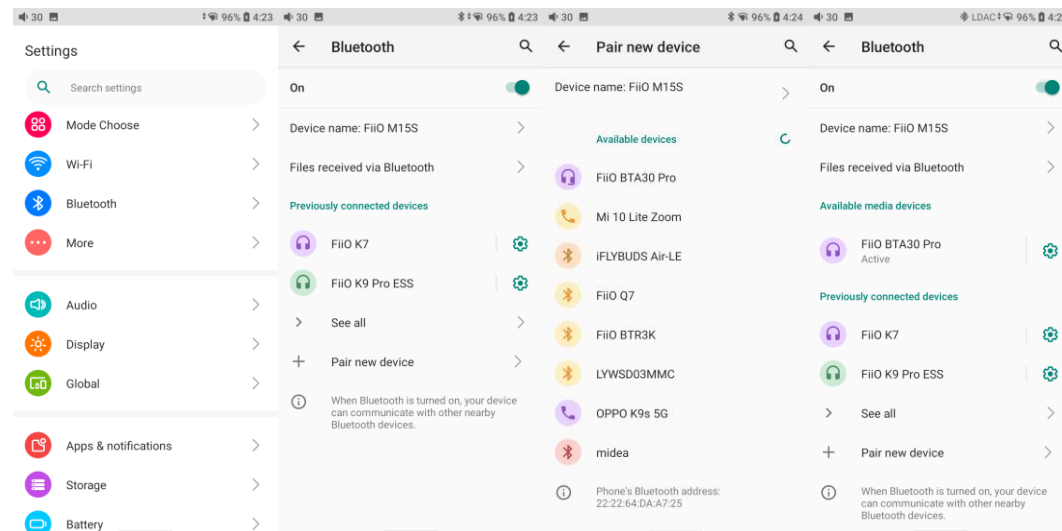 30 96% 4:23
Settings
Search settings
Mode Choose
Wi-Fi
Bluetooth
More
Audio
Display
Global
Apps & notifications
Storage
Battery
30 96% 4:23
Bluetooth
On
Device name: FiiO M15S
Files received via Bluetooth
Previously connected devices
FiiO K7
FiiO K9 Pro ESS
See all
Pair new device
When Bluetooth is turned on, your device
can communicate with other nearby
Bluetooth devices.
30 96% 4:24
Pair new device
Device name: FiiO M15S
Available devices
FiiO BTA30 Pro
Mi 10 Lite Zoom
iFLYBUDS Air-LE
FiiO Q7
FiiO BTR3K
LYWSD03MMC
OPPO K9s 5G
midea
Phone's Bluetooth address:
22:22:64:DA:A7:25
30 LDAC 96% 4:2
Bluetooth
On
Device name: FiiO M15S
Files received via Bluetooth
Available media devices
FiiO BTA30 Pro
Active
Previously connected devices
FiiO K7
FiiO K9 Pro ESS
See all
Pair new device
When Bluetooth is turned on, your device
can communicate with other nearby
Bluetooth devices.